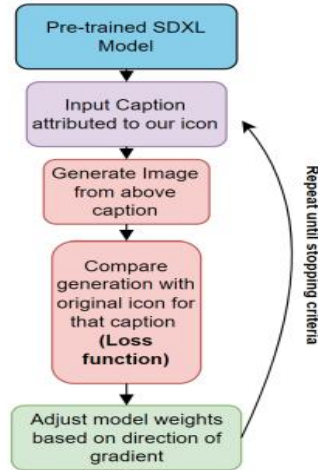 Pre-trained SDXL
Model
Input Caption
attributed to our icon
Generate Image
from above
caption
Compare
generation with
original icon for
that caption
(Loss
function)
Adjust model weights
based on direction of
gradient
Repeat until stopping criteria